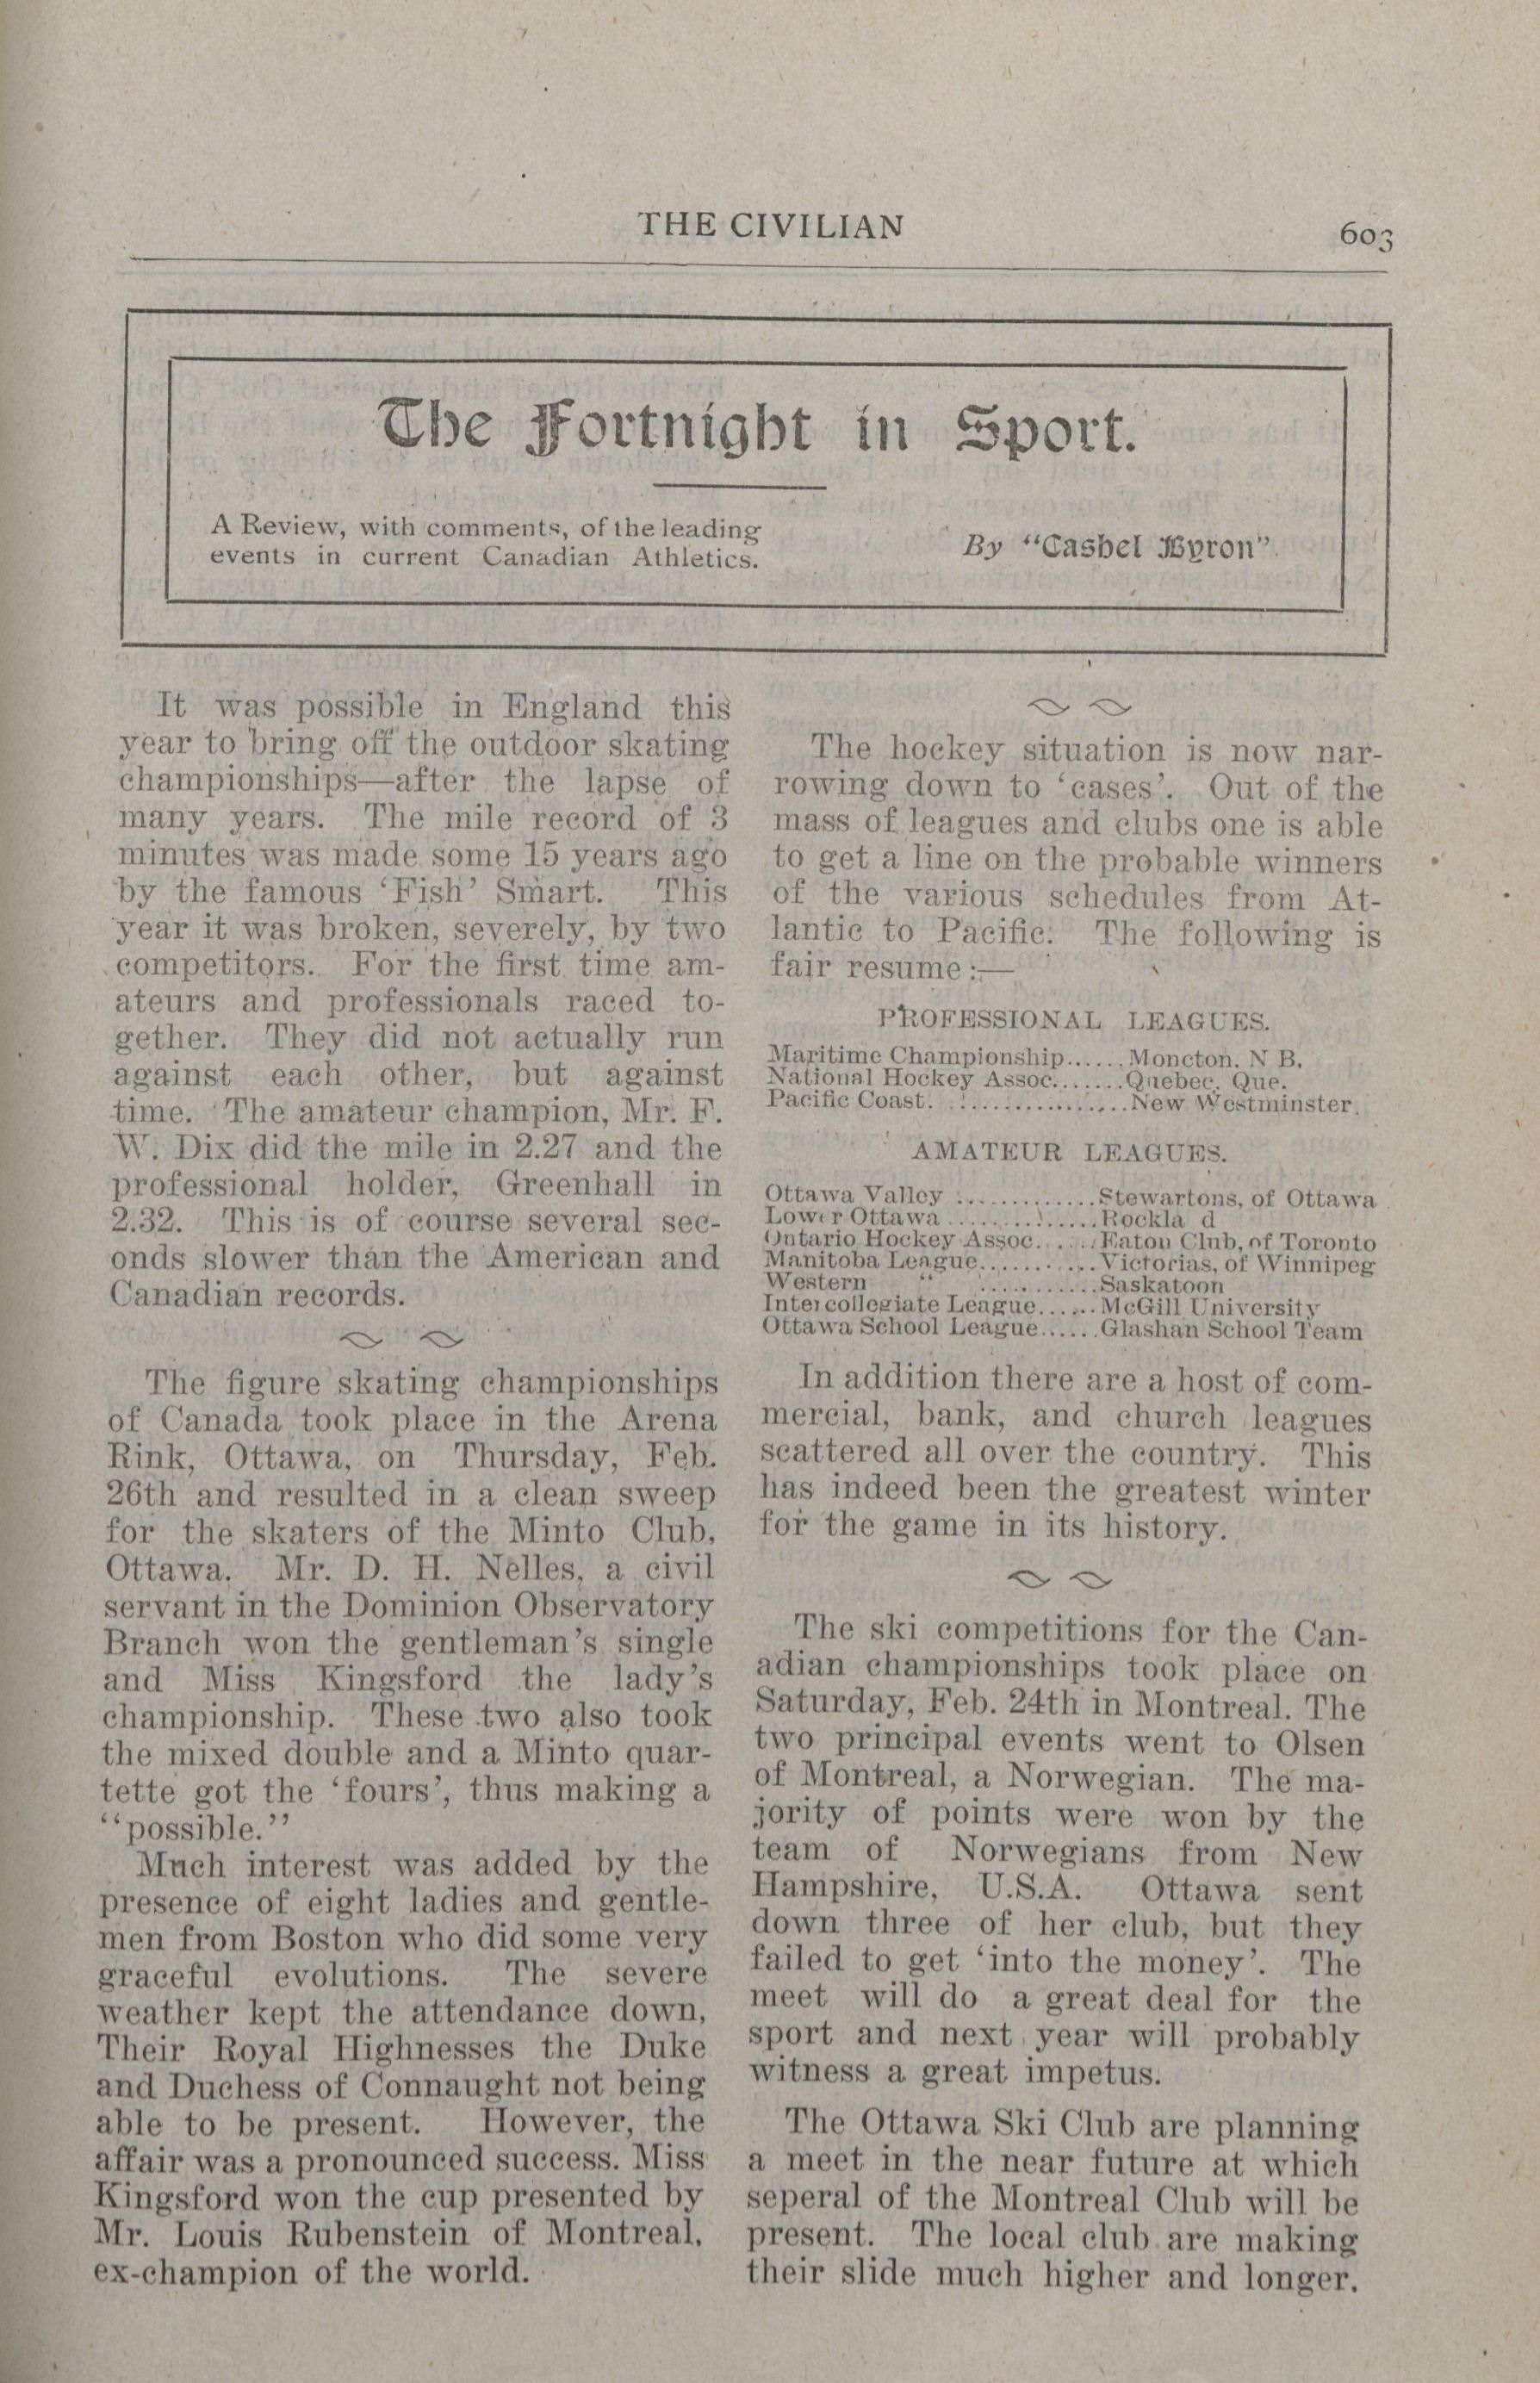 THE CIVILIAN
603
The Fortnight in Sport.
A Review, with comments, of the leading
events in current Canadian Athletics.
By "Cashel Byron".
It was possible in England this
year to bring off the outdoor skating
championships—after the lapse of
many years. The mile record of 3
minutes was made some 15 years ago
by the famous 'Fish' Smart. This
year it was broken, severely, by two
competitors. For the first time am-
ateurs and professionals raced to-
gether. They did not actually run
against each other, but against
time. The amateur champion, Mr. F.
W. Dix did the mile in 2.27 and the
professional holder, Greenhall in
2.32. This is of course several sec-
onds slower than the American and
Canadian records.
The figure skating championships
of Canada took place in the Arena
Rink, Ottawa, on Thursday, Feb.
26th and resulted in a clean sweep
for the skaters of the Minto Club,
Ottawa. Mr. D. H. Nelles, a civil
servant in the Dominion Observatory
Branch won the gentleman's single
and Miss Kingsford the lady's
championship. These two also took
the mixed double and a Minto quar-
tette got the 'fours', thus making a
"possible."
Much interest was added by the
presence of eight ladies and gentle-
men from Boston who did some very
graceful evolutions. The severe
weather kept the attendance down,
Their Royal Highnesses the Duke
and Duchess of Connaught not being
able to be present. However, the
affair was a pronounced success. Miss
Kingsford won the cup presented by
Mr. Louis Rubenstein of Montreal,
ex-champion of the world.
The hockey situation is now nar-
rowing down to 'cases'. Out of the
mass of leagues and clubs one is able
to get a line on the probable winners
of the various schedules from At-
lantic to Pacific. The following is
fair resume:—
PROFESSIONAL LEAGUES.
Maritime Championship......Moncton. N B.
National Hockey Assoc.......Quebec. Que.
Pacific Coast. ..................New Westminster.
AMATEUR LEAGUES.
Ottawa Valley .............Stewartons, of Ottawa
Lower Ottawa ..............Rockla d
Ontario Hockey Assoc......Eaton Club, of Toronto
Manitoba League...........Victorias, of Winnipeg
Western " ...........Saskatoon
Intercollegiate League......McGill University
Ottawa School League......Glashan School Team
In addition there are a host of com-
mercial, bank, and church leagues
scattered all over the country. This
has indeed been the greatest winter
for the game in its history.
The ski competitions for the Can-
adian championships took place on
Saturday, Feb. 24th in Montreal. The
two principal events went to Olsen
of Montreal, a Norwegian. The ma-
jority of points were won by the
team of Norwegians from New
Hampshire, U.S.A. Ottawa sent
down three of her club, but they
failed to get 'into the money'. The
meet will do a great deal for the
sport and next year will probably
witness a great impetus.
The Ottawa Ski Club are planning
a meet in the near future at which
seperal of the Montreal Club will be
present. The local club are making
their slide much higher and longer.